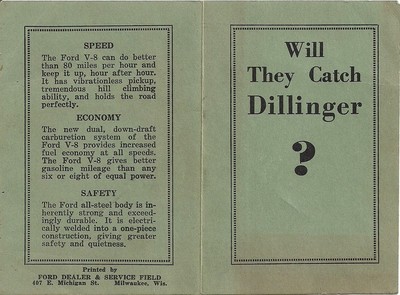 SPEED
The Ford V-8 can do better
than 80 miles per hour and
keep it up, hour after hour.
It has vibrationless pickup,
tremendous hill climbing
ability, and holds the road
perfectly.
ECONOMY
The new dual, down-draft
carburetion system of the
Ford V-8 provides increased
fuel economy at all speeds.
The Ford V-8 gives better
gasoline mileage than any
six or eight of equal power.
SAFETY
The Ford all-steel body is in-
herently strong and exceed-
ingly durable. It is electri-
cally welded into a one-piece
construction, giving greater
safety and quietness.
Printed by
FORD DEALER & SERVICE FIELD
407 E. Michigan St. Milwaukee, Wis.
Will
They Catch
Dillinger
?